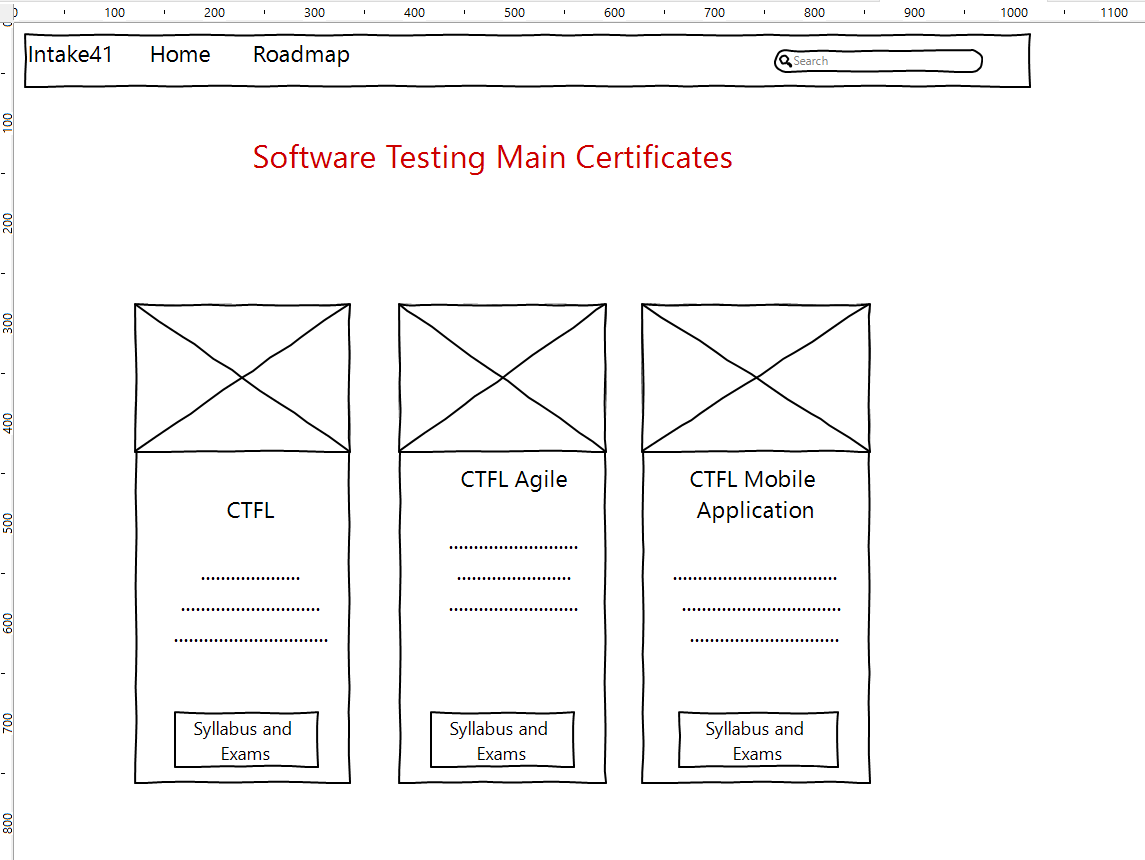 0 100 200 300 400 500 600 700 800 900 1000 1100
Intake41 Home Roadmap Search
100
Software Testing Main Certificates
200
300
400
CTFL Agile
CTFL Mobile
Application
CTFL
500
..........................
.......................
..........................
....................
............................
...............................
.................................
................................
..............................
600
700
Syllabus and
Exams
Syllabus and
Exams
Syllabus and
Exams
800